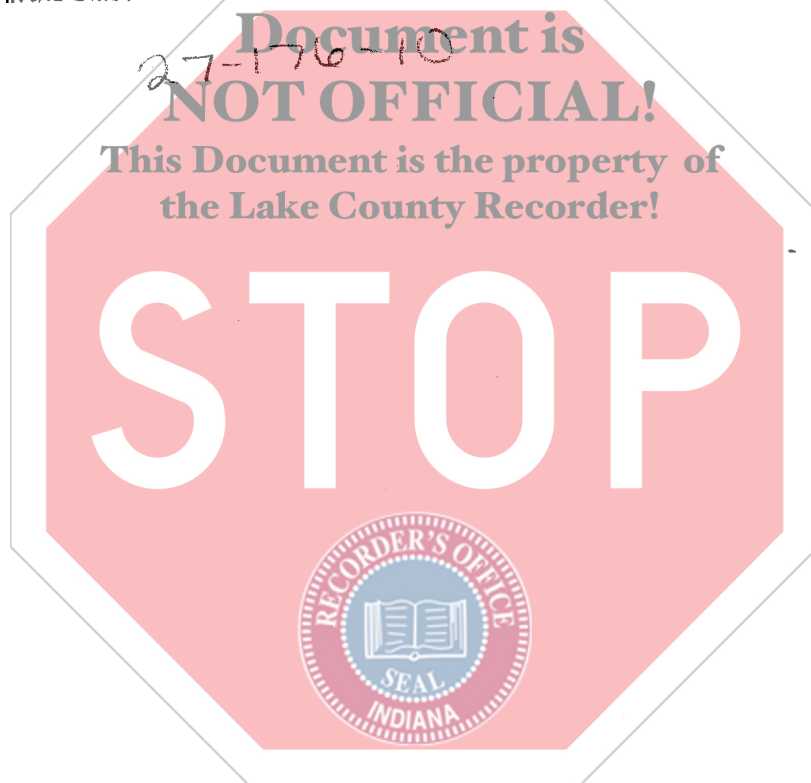 Document is
27-176-10
NOT OFFICIAL!
This Document is the property of
the Lake County Recorder!
STOP
RECORDER'S OFFICE
SEAL
INDIANA